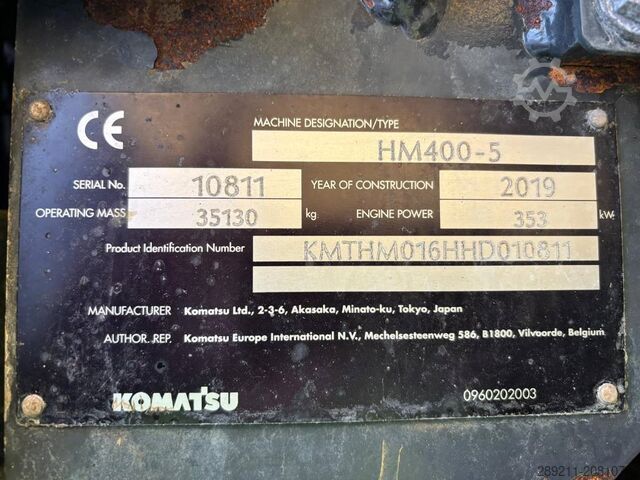 CE
MACHINE DESIGNATION/TYPE
HM400-5
SERIAL No. 10811 YEAR OF CONSTRUCTION 2019
OPERATING MASS 35130 kg ENGINE POWER 353 kW
Product Identification Number KMTHM016HHD010811
MANUFACTURER Komatsu Ltd., 2-3-6, Akasaka, Minato-ku, Tokyo, Japan
AUTHOR. REP. Komatsu Europe International N.V., Mechelsesteenweg 586, B1800, Vilvoorde, Belgium
KOMATSU 0960202003